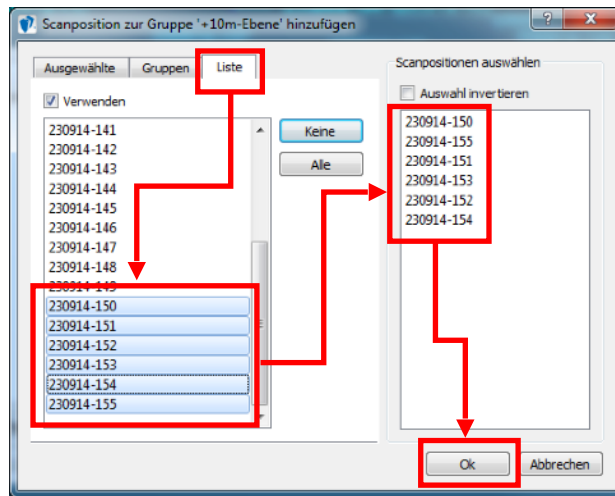 Scanposition zur Gruppe '+10m-Ebene' hinzufügen
Ausgewählte
Gruppen
Liste
Verwenden
230914-141
230914-142
230914-143
230914-144
230914-145
230914-146
230914-147
230914-148
230914-149
230914-150
230914-151
230914-152
230914-153
230914-154
230914-155
Keine
Alle
Scanpositionen auswählen
Auswahl invertieren
230914-150
230914-155
230914-151
230914-153
230914-152
230914-154
Ok
Abbrechen